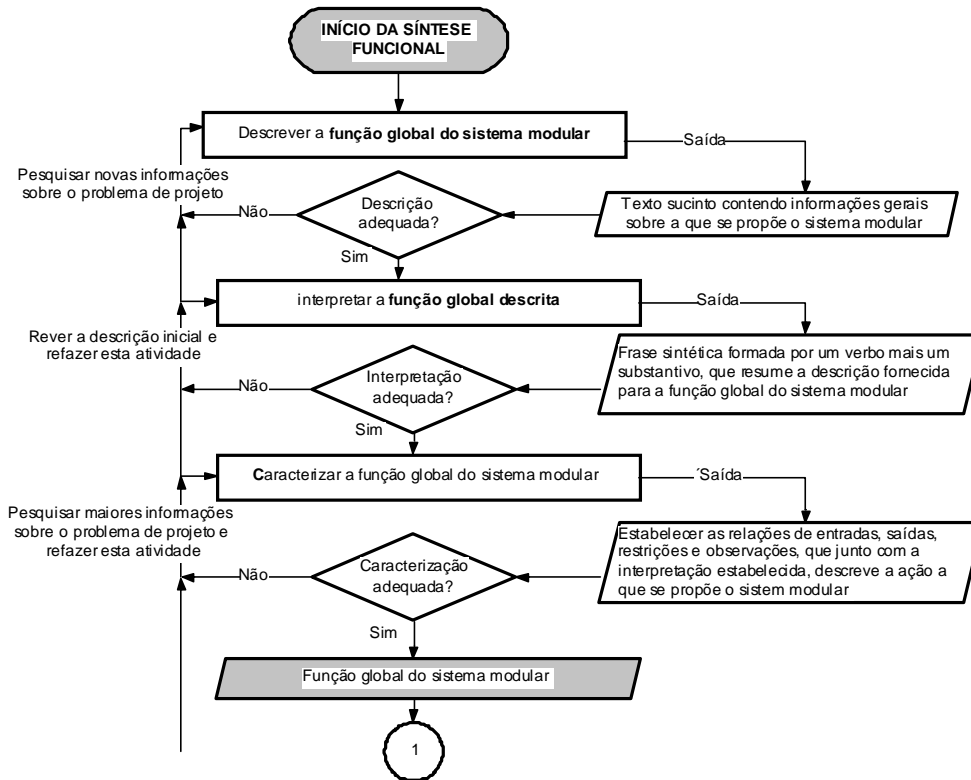 INÍCIO DA SÍNTESE
FUNCIONAL
Descrever a função global do sistema modular
Saída
Pesquisar novas informações
sobre o problema de projeto
Não
Descrição
adequada?
Texto sucinto contendo informações gerais
sobre a que se propõe o sistema modular
Sim
interpretar a função global descrita
Saída
Rever a descrição inicial e
refazer esta atividade
Não
Interpretação
adequada?
Frase sintética formada por um verbo mais um
substantivo, que resume a descrição fornecida
para a função global do sistema modular
Sim
Caracterizar a função global do sistema modular
´Saída
Pesquisar maiores informações
sobre o problema de projeto e
refazer esta atividade
Não
Caracterização
adequada?
Estabelecer as relações de entradas, saídas,
restrições e observações, que junto com a
interpretação estabelecida, descreve a ação a
que se propõe o sistem modular
Sim
Função global do sistema modular
1